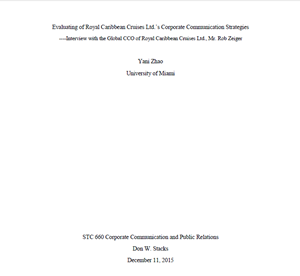 Evaluating of Royal Caribbean Cruises Ltd.'s Corporate Communication Strategies
----Interview with the Global CCO of Royal Caribbean Cruises Ltd., Mr. Rob Zeiger
Yani Zhao
University of Miami
STC 660 Corporate Communication and Public Relations
Don W. Stacks
December 11, 2015